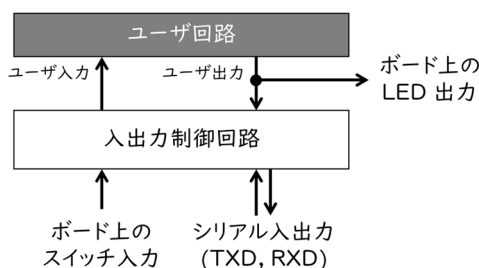 ユーザ回路
ユーザ入力
ユーザ出力
ボード上の
LED 出力
入出力制御回路
ボード上の
スイッチ入力
シリアル入出力
(TXD, RXD)